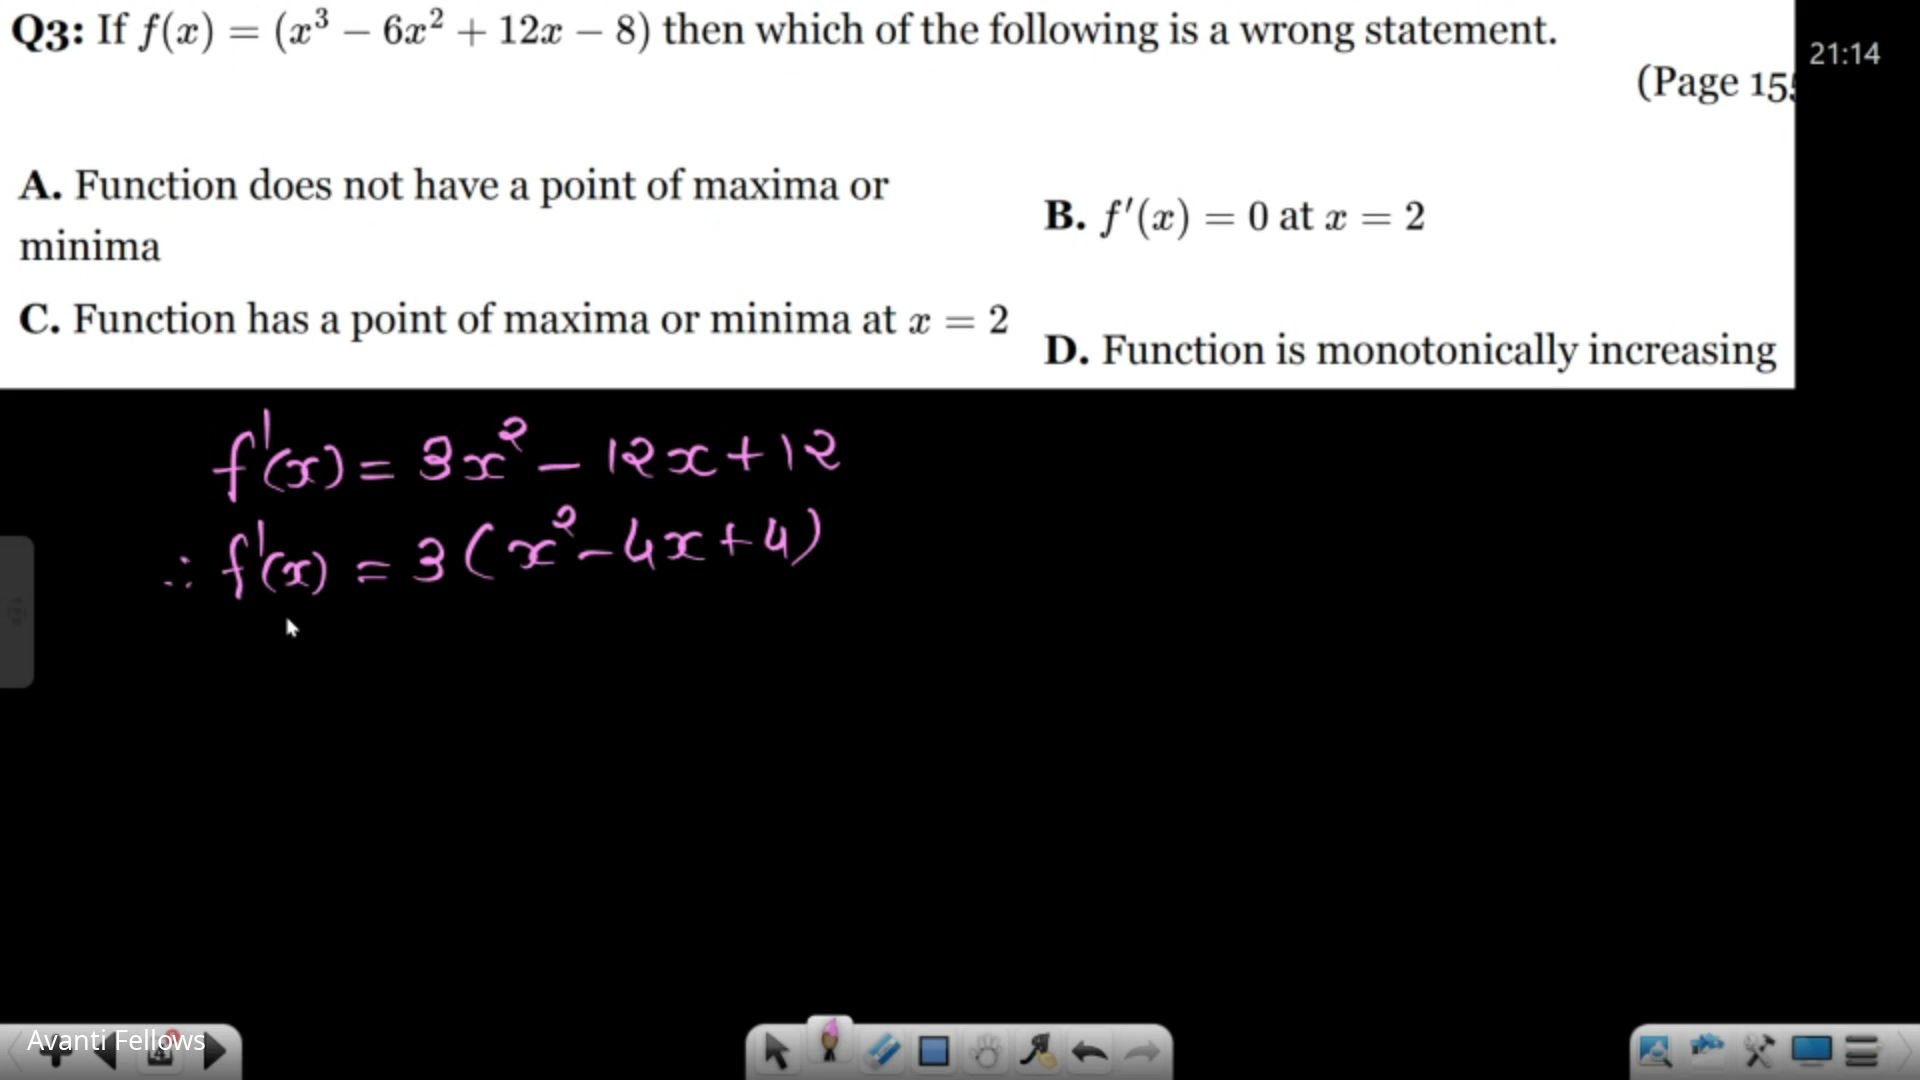 Q3: If f(x) = (x³ − 6x² + 12x − 8) then which of the following is a wrong statement.
21:14
(Page 15
A. Function does not have a point of maxima or
minima
B. f′(x) = 0 at x = 2
C. Function has a point of maxima or minima at x = 2
D. Function is monotonically increasing
f'(x) = 3x² − 12x + 12
∴ f'(x) = 3(x² − 4x + 4)
Avanti Fellows